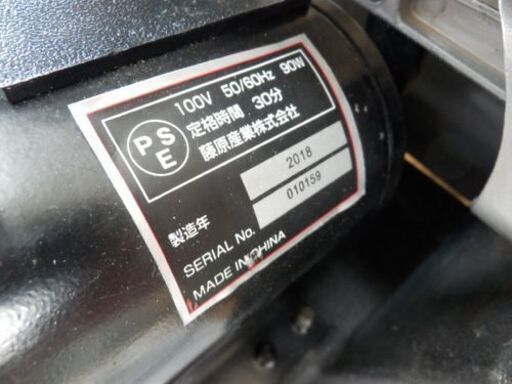 100V 50/60Hz 90W
定格時間 30分
PSE 藤原産業株式会社
製造年 2018
SERIAL No. 010159
MADE IN CHINA